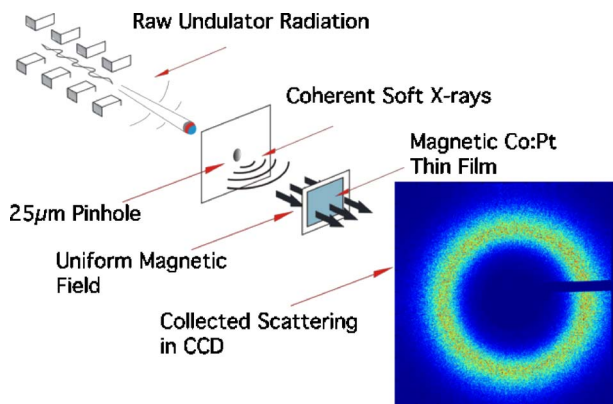 Raw Undulator Radiation
Coherent Soft X-rays
Magnetic Co:Pt
Thin Film
25μm Pinhole
Uniform Magnetic
Field
Collected Scattering
in CCD